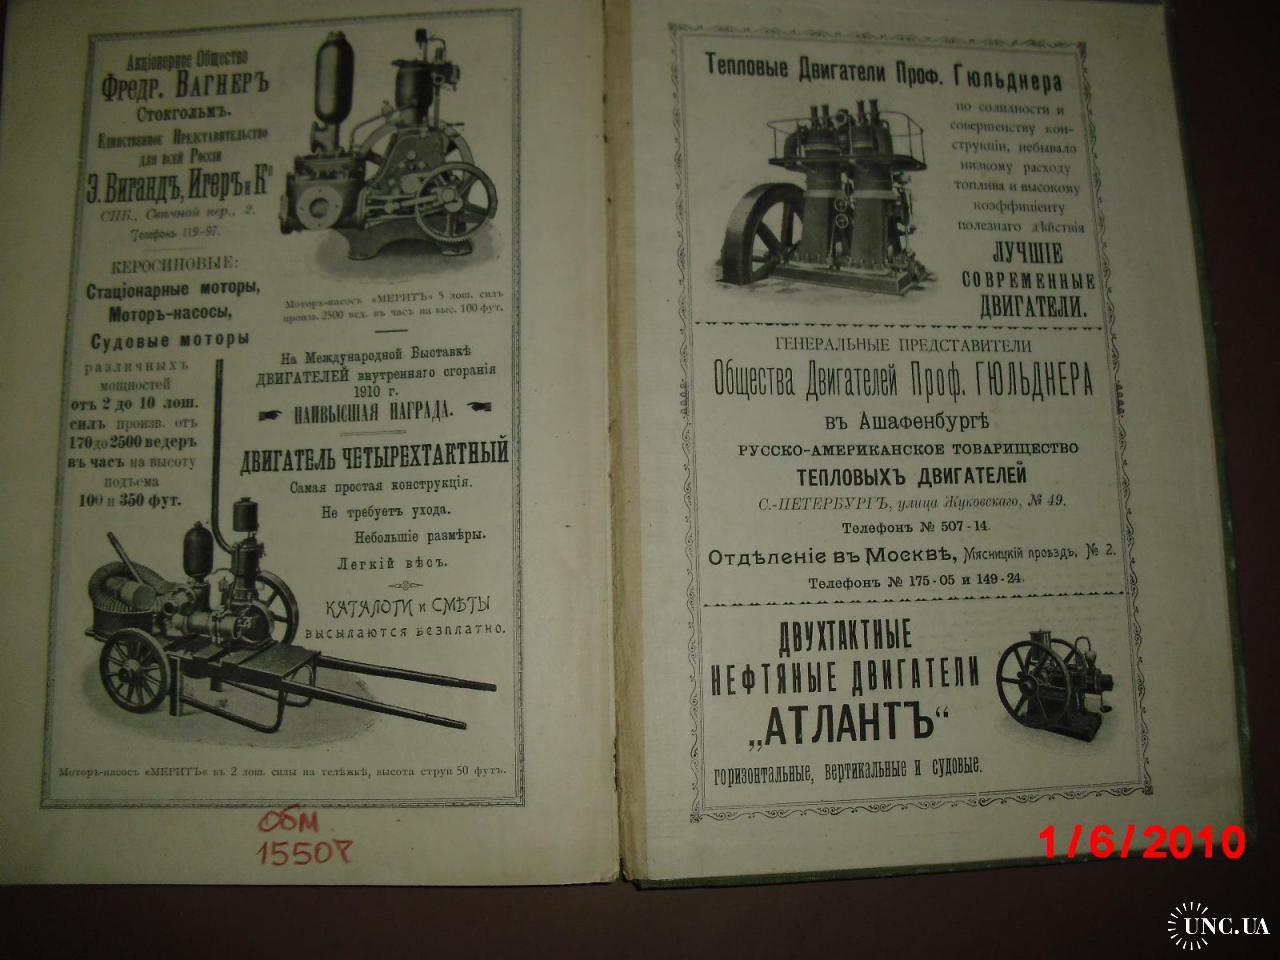 Акціонерное Общество
Фредр. Вагнеръ
Стокгольмъ.
Единственное Представительство
для всей Россіи
Э. Вигандъ, Игеръ и Ко
СПБ., Свѣчной пер., 2.
Телефонъ 119-97.
КЕРОСИНОВЫЕ:
Стаціонарные моторы,
Моторъ-насосы,
Судовые моторы
различныхъ
мощностей
отъ 2 до 10 лош.
силъ произв. отъ
170 до 2500 ведеръ
въ часъ на высоту
подъема
100 и 350 фут.
Моторъ-насосъ «МЕРИТЪ» 5 лош. силъ
произв. 2500 вед. въ часъ на выс. 100 фут.
На Международной Выставкѣ
ДВИГАТЕЛЕЙ внутренняго сгоранія
1910 г.
НАИВЫСШАЯ НАГРАДА.
ДВИГАТЕЛЬ ЧЕТЫРЕХТАКТНЫЙ
Самая простая конструкція.
Не требуетъ ухода.
Небольшіе размѣры.
Легкій вѣсъ.
КАТАЛОГИ и СМѢТЫ
ВЫСЫЛАЮТСЯ БЕЗПЛАТНО.
Моторъ-насосъ «МЕРИТЪ» въ 2 лош. силы на телѣжкѣ, высота струи 50 футъ.
обм
15507
Тепловые Двигатели Проф. Гюльднера
по солидности и
совершенству кон-
струкціи, небывало
низкому расходу
топлива и высокому
коэффиціенту
полезнаго дѣйствія
ЛУЧШІЕ
СОВРЕМЕННЫЕ
ДВИГАТЕЛИ.
ГЕНЕРАЛЬНЫЕ ПРЕДСТАВИТЕЛИ
Общества Двигателей Проф. ГЮЛЬДНЕРА
въ Ашафенбургѣ
РУССКО-АМЕРИКАНСКОЕ ТОВАРИЩЕСТВО
ТЕПЛОВЫХЪ ДВИГАТЕЛЕЙ
С.-ПЕТЕРБУРГЪ, улица Жуковскаго, № 49.
Телефонъ № 507-14.
Отдѣленіе въ Москвѣ, Мясницкій проѣздъ, № 2.
Телефонъ № 175-05 и 149-24.
ДВУХТАКТНЫЕ
НЕФТЯНЫЕ ДВИГАТЕЛИ
„АТЛАНТЪ“
горизонтальные, вертикальные и судовые.
1/6/2010
UNC.UA